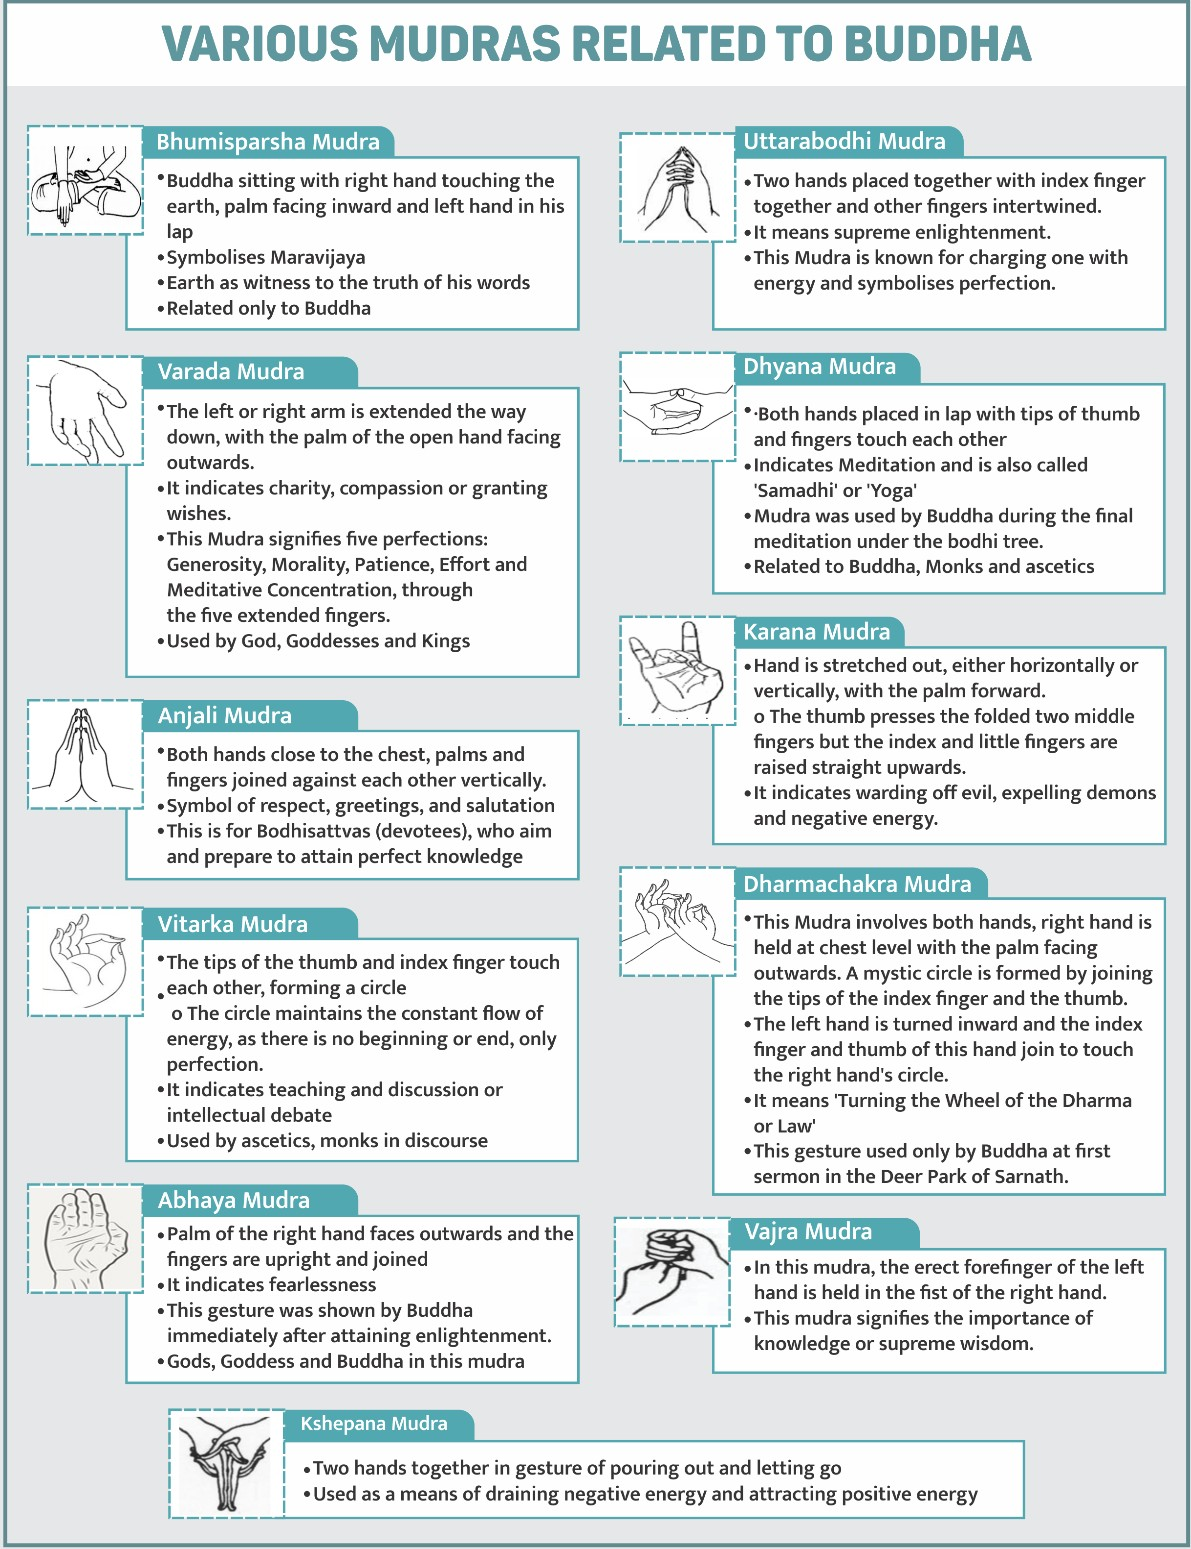 VARIOUS MUDRAS RELATED TO BUDDHA
Bhumisparsha Mudra
•Buddha sitting with right hand touching the
earth, palm facing inward and left hand in his
lap
•Symbolises Maravijaya
•Earth as witness to the truth of his words
•Related only to Buddha
Varada Mudra
•The left or right arm is extended the way
down, with the palm of the open hand facing
outwards.
•It indicates charity, compassion or granting
wishes.
•This Mudra signifies five perfections:
Generosity, Morality, Patience, Effort and
Meditative Concentration, through
the five extended fingers.
•Used by God, Goddesses and Kings
Anjali Mudra
•Both hands close to the chest, palms and
fingers joined against each other vertically.
•Symbol of respect, greetings, and salutation
•This is for Bodhisattvas (devotees), who aim
and prepare to attain perfect knowledge
Vitarka Mudra
•The tips of the thumb and index finger touch
•each other, forming a circle
o The circle maintains the constant flow of
energy, as there is no beginning or end, only
perfection.
•It indicates teaching and discussion or
intellectual debate
•Used by ascetics, monks in discourse
Abhaya Mudra
•Palm of the right hand faces outwards and the
fingers are upright and joined
•It indicates fearlessness
•This gesture was shown by Buddha
immediately after attaining enlightenment.
•Gods, Goddess and Buddha in this mudra
Uttarabodhi Mudra
•Two hands placed together with index finger
together and other fingers intertwined.
•It means supreme enlightenment.
•This Mudra is known for charging one with
energy and symbolises perfection.
Dhyana Mudra
•·Both hands placed in lap with tips of thumb
and fingers touch each other
•Indicates Meditation and is also called
'Samadhi' or 'Yoga'
•Mudra was used by Buddha during the final
meditation under the bodhi tree.
•Related to Buddha, Monks and ascetics
Karana Mudra
•Hand is stretched out, either horizontally or
vertically, with the palm forward.
o The thumb presses the folded two middle
fingers but the index and little fingers are
raised straight upwards.
•It indicates warding off evil, expelling demons
and negative energy.
Dharmachakra Mudra
•This Mudra involves both hands, right hand is
held at chest level with the palm facing
outwards. A mystic circle is formed by joining
the tips of the index finger and the thumb.
•The left hand is turned inward and the index
finger and thumb of this hand join to touch
the right hand's circle.
•It means 'Turning the Wheel of the Dharma
or Law'
•This gesture used only by Buddha at first
sermon in the Deer Park of Sarnath.
Vajra Mudra
•In this mudra, the erect forefinger of the left
hand is held in the fist of the right hand.
•This mudra signifies the importance of
knowledge or supreme wisdom.
Kshepana Mudra
•Two hands together in gesture of pouring out and letting go
•Used as a means of draining negative energy and attracting positive energy